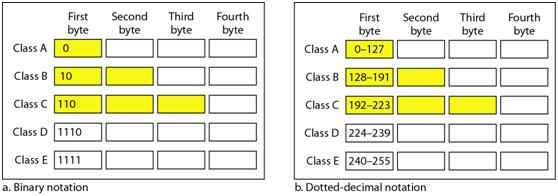 First byte Second byte Third byte Fourth byte
Class A 0
Class B 10
Class C 110
Class D 1110
Class E 1111
a. Binary notation
First byte Second byte Third byte Fourth byte
Class A 0–127
Class B 128–191
Class C 192–223
Class D 224–239
Class E 240–255
b. Dotted-decimal notation